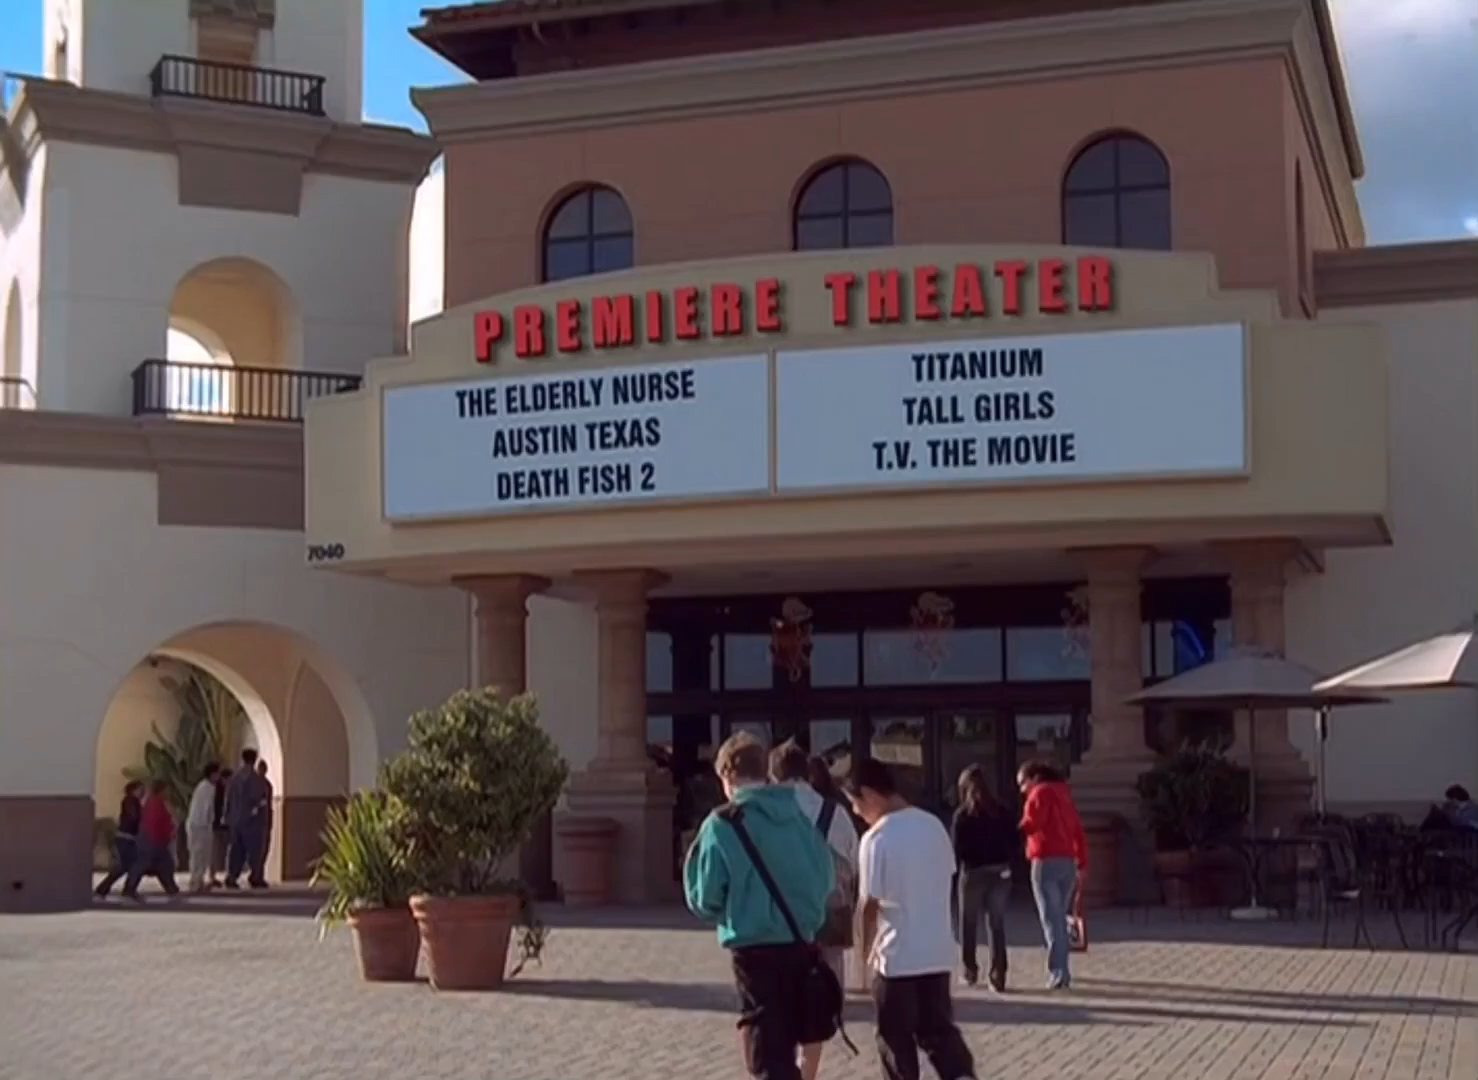 PREMIERE THEATER
THE ELDERLY NURSE
AUSTIN TEXAS
DEATH FISH 2
TITANIUM
TALL GIRLS
T.V. THE MOVIE
7040